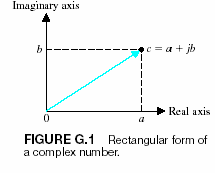 Imaginary axis
b
c = a + jb
0
a
Real axis
FIGURE G.1 Rectangular form of
a complex number.